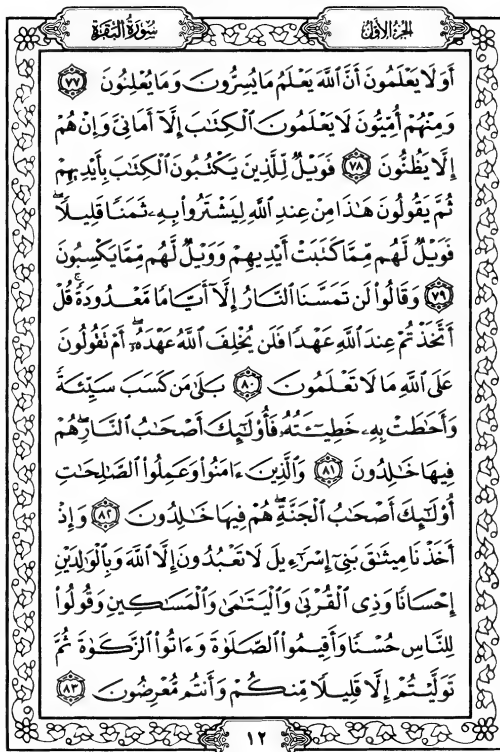 الجزء الأول
سورة البقرة
أَوَلَا يَعْلَمُونَ أَنَّ ٱللَّهَ يَعْلَمُ مَا يُسِرُّونَ وَمَا يُعْلِنُونَ ٧٧
وَمِنْهُمْ أُمِّيُّونَ لَا يَعْلَمُونَ ٱلْكِتَٰبَ إِلَّآ أَمَانِىَّ وَإِنْ هُمْ
إِلَّا يَظُنُّونَ ٧٨ فَوَيْلٌ لِّلَّذِينَ يَكْتُبُونَ ٱلْكِتَٰبَ بِأَيْدِيهِمْ
ثُمَّ يَقُولُونَ هَٰذَا مِنْ عِندِ ٱللَّهِ لِيَشْتَرُوا۟ بِهِۦ ثَمَنًا قَلِيلًا ۖ
فَوَيْلٌ لَّهُم مِّمَّا كَتَبَتْ أَيْدِيهِمْ وَوَيْلٌ لَّهُم مِّمَّا يَكْسِبُونَ
٧٩ وَقَالُوا۟ لَن تَمَسَّنَا ٱلنَّارُ إِلَّآ أَيَّامًا مَّعْدُودَةً ۚ قُلْ
أَتَّخَذْتُمْ عِندَ ٱللَّهِ عَهْدًا فَلَن يُخْلِفَ ٱللَّهُ عَهْدَهُۥٓ ۖ أَمْ تَقُولُونَ
عَلَى ٱللَّهِ مَا لَا تَعْلَمُونَ ٨٠ بَلَىٰ مَن كَسَبَ سَيِّئَةً
وَأَحَٰطَتْ بِهِۦ خَطِيٓـَٔتُهُۥ فَأُو۟لَٰٓئِكَ أَصْحَٰبُ ٱلنَّارِ ۖ هُمْ
فِيهَا خَٰلِدُونَ ٨١ وَٱلَّذِينَ ءَامَنُوا۟ وَعَمِلُوا۟ ٱلصَّٰلِحَٰتِ
أُو۟لَٰٓئِكَ أَصْحَٰبُ ٱلْجَنَّةِ ۖ هُمْ فِيهَا خَٰلِدُونَ ٨٢ وَإِذْ
أَخَذْنَا مِيثَٰقَ بَنِىٓ إِسْرَٰٓءِيلَ لَا تَعْبُدُونَ إِلَّا ٱللَّهَ وَبِٱلْوَٰلِدَيْنِ
إِحْسَانًا وَذِى ٱلْقُرْبَىٰ وَٱلْيَتَٰمَىٰ وَٱلْمَسَٰكِينِ وَقُولُوا۟
لِلنَّاسِ حُسْنًا وَأَقِيمُوا۟ ٱلصَّلَوٰةَ وَءَاتُوا۟ ٱلزَّكَوٰةَ ثُمَّ
تَوَلَّيْتُمْ إِلَّا قَلِيلًا مِّنكُمْ وَأَنتُم مُّعْرِضُونَ ٨٣
١٢